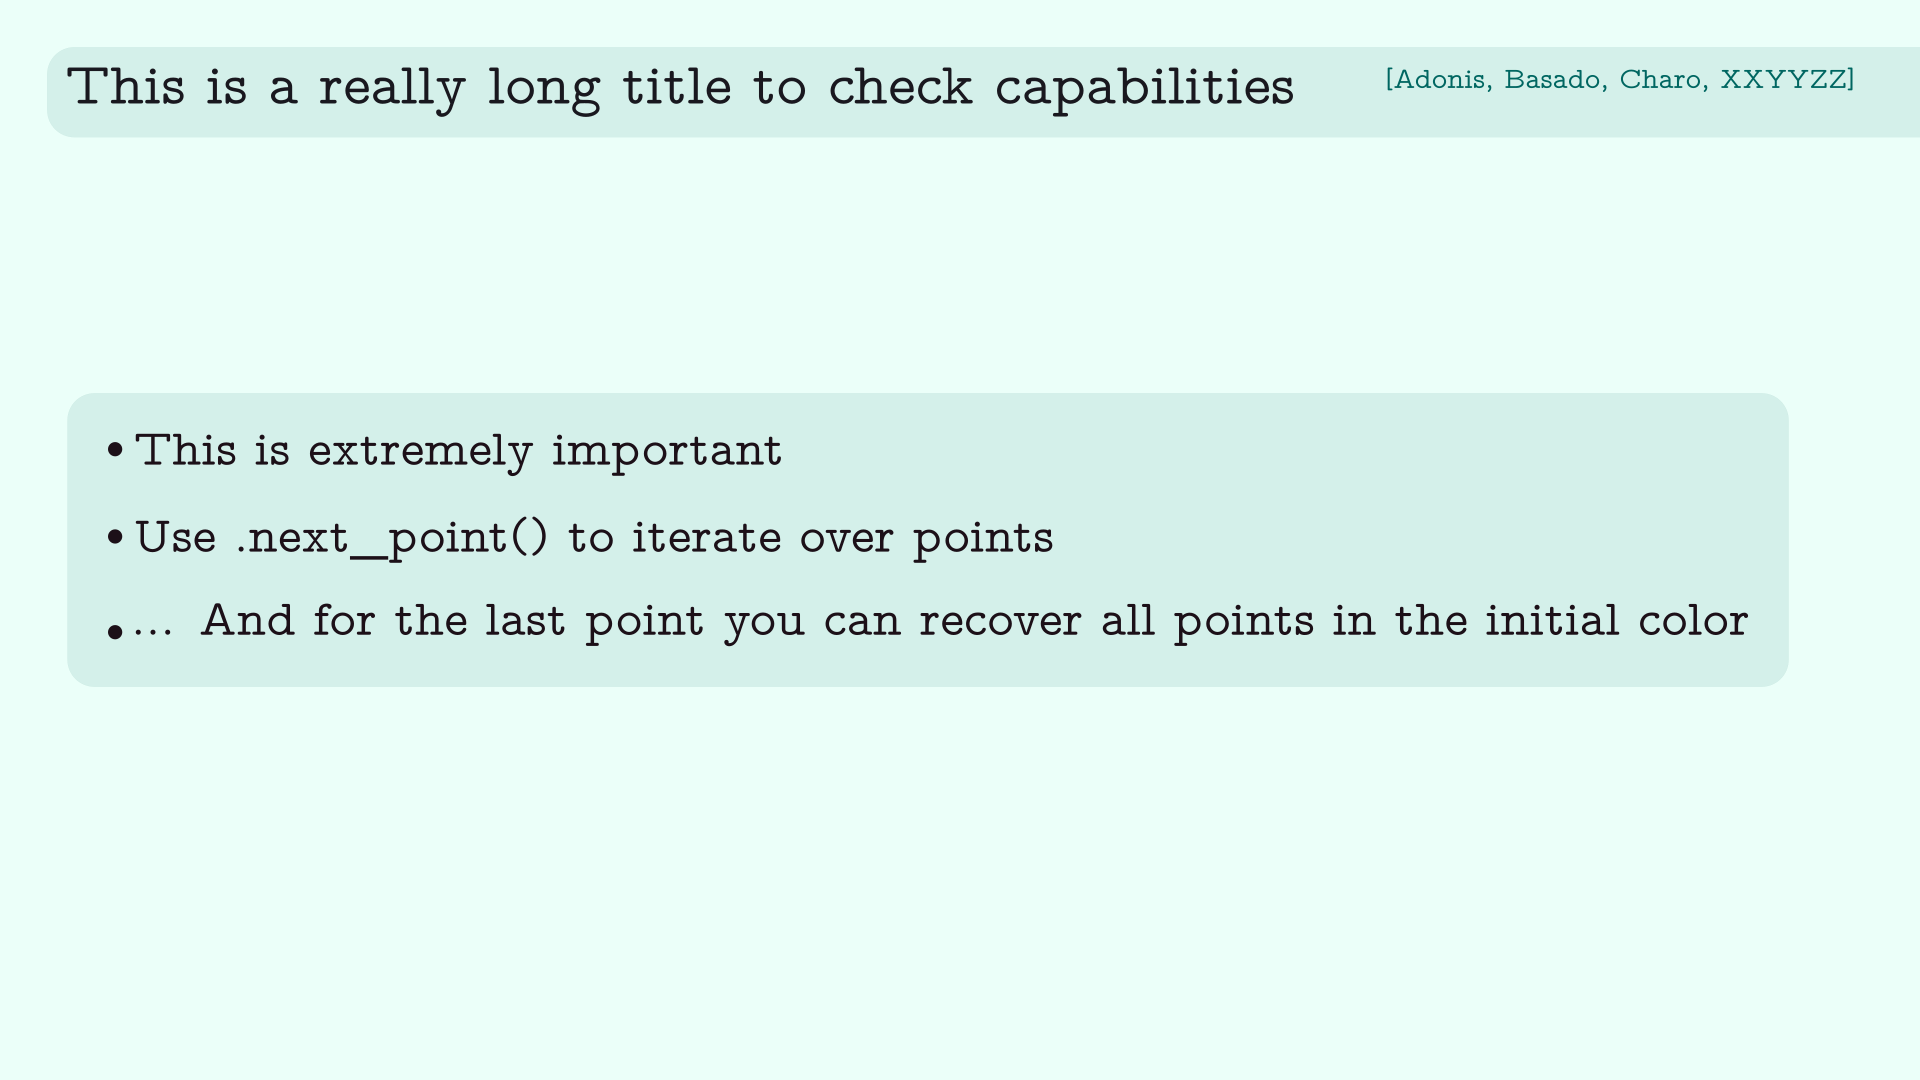 This is a really long title to check capabilities [Adonis, Basado, Charo, XXYYZZ]
• This is extremely important
• Use .next_point() to iterate over points
• ... And for the last point you can recover all points in the initial color